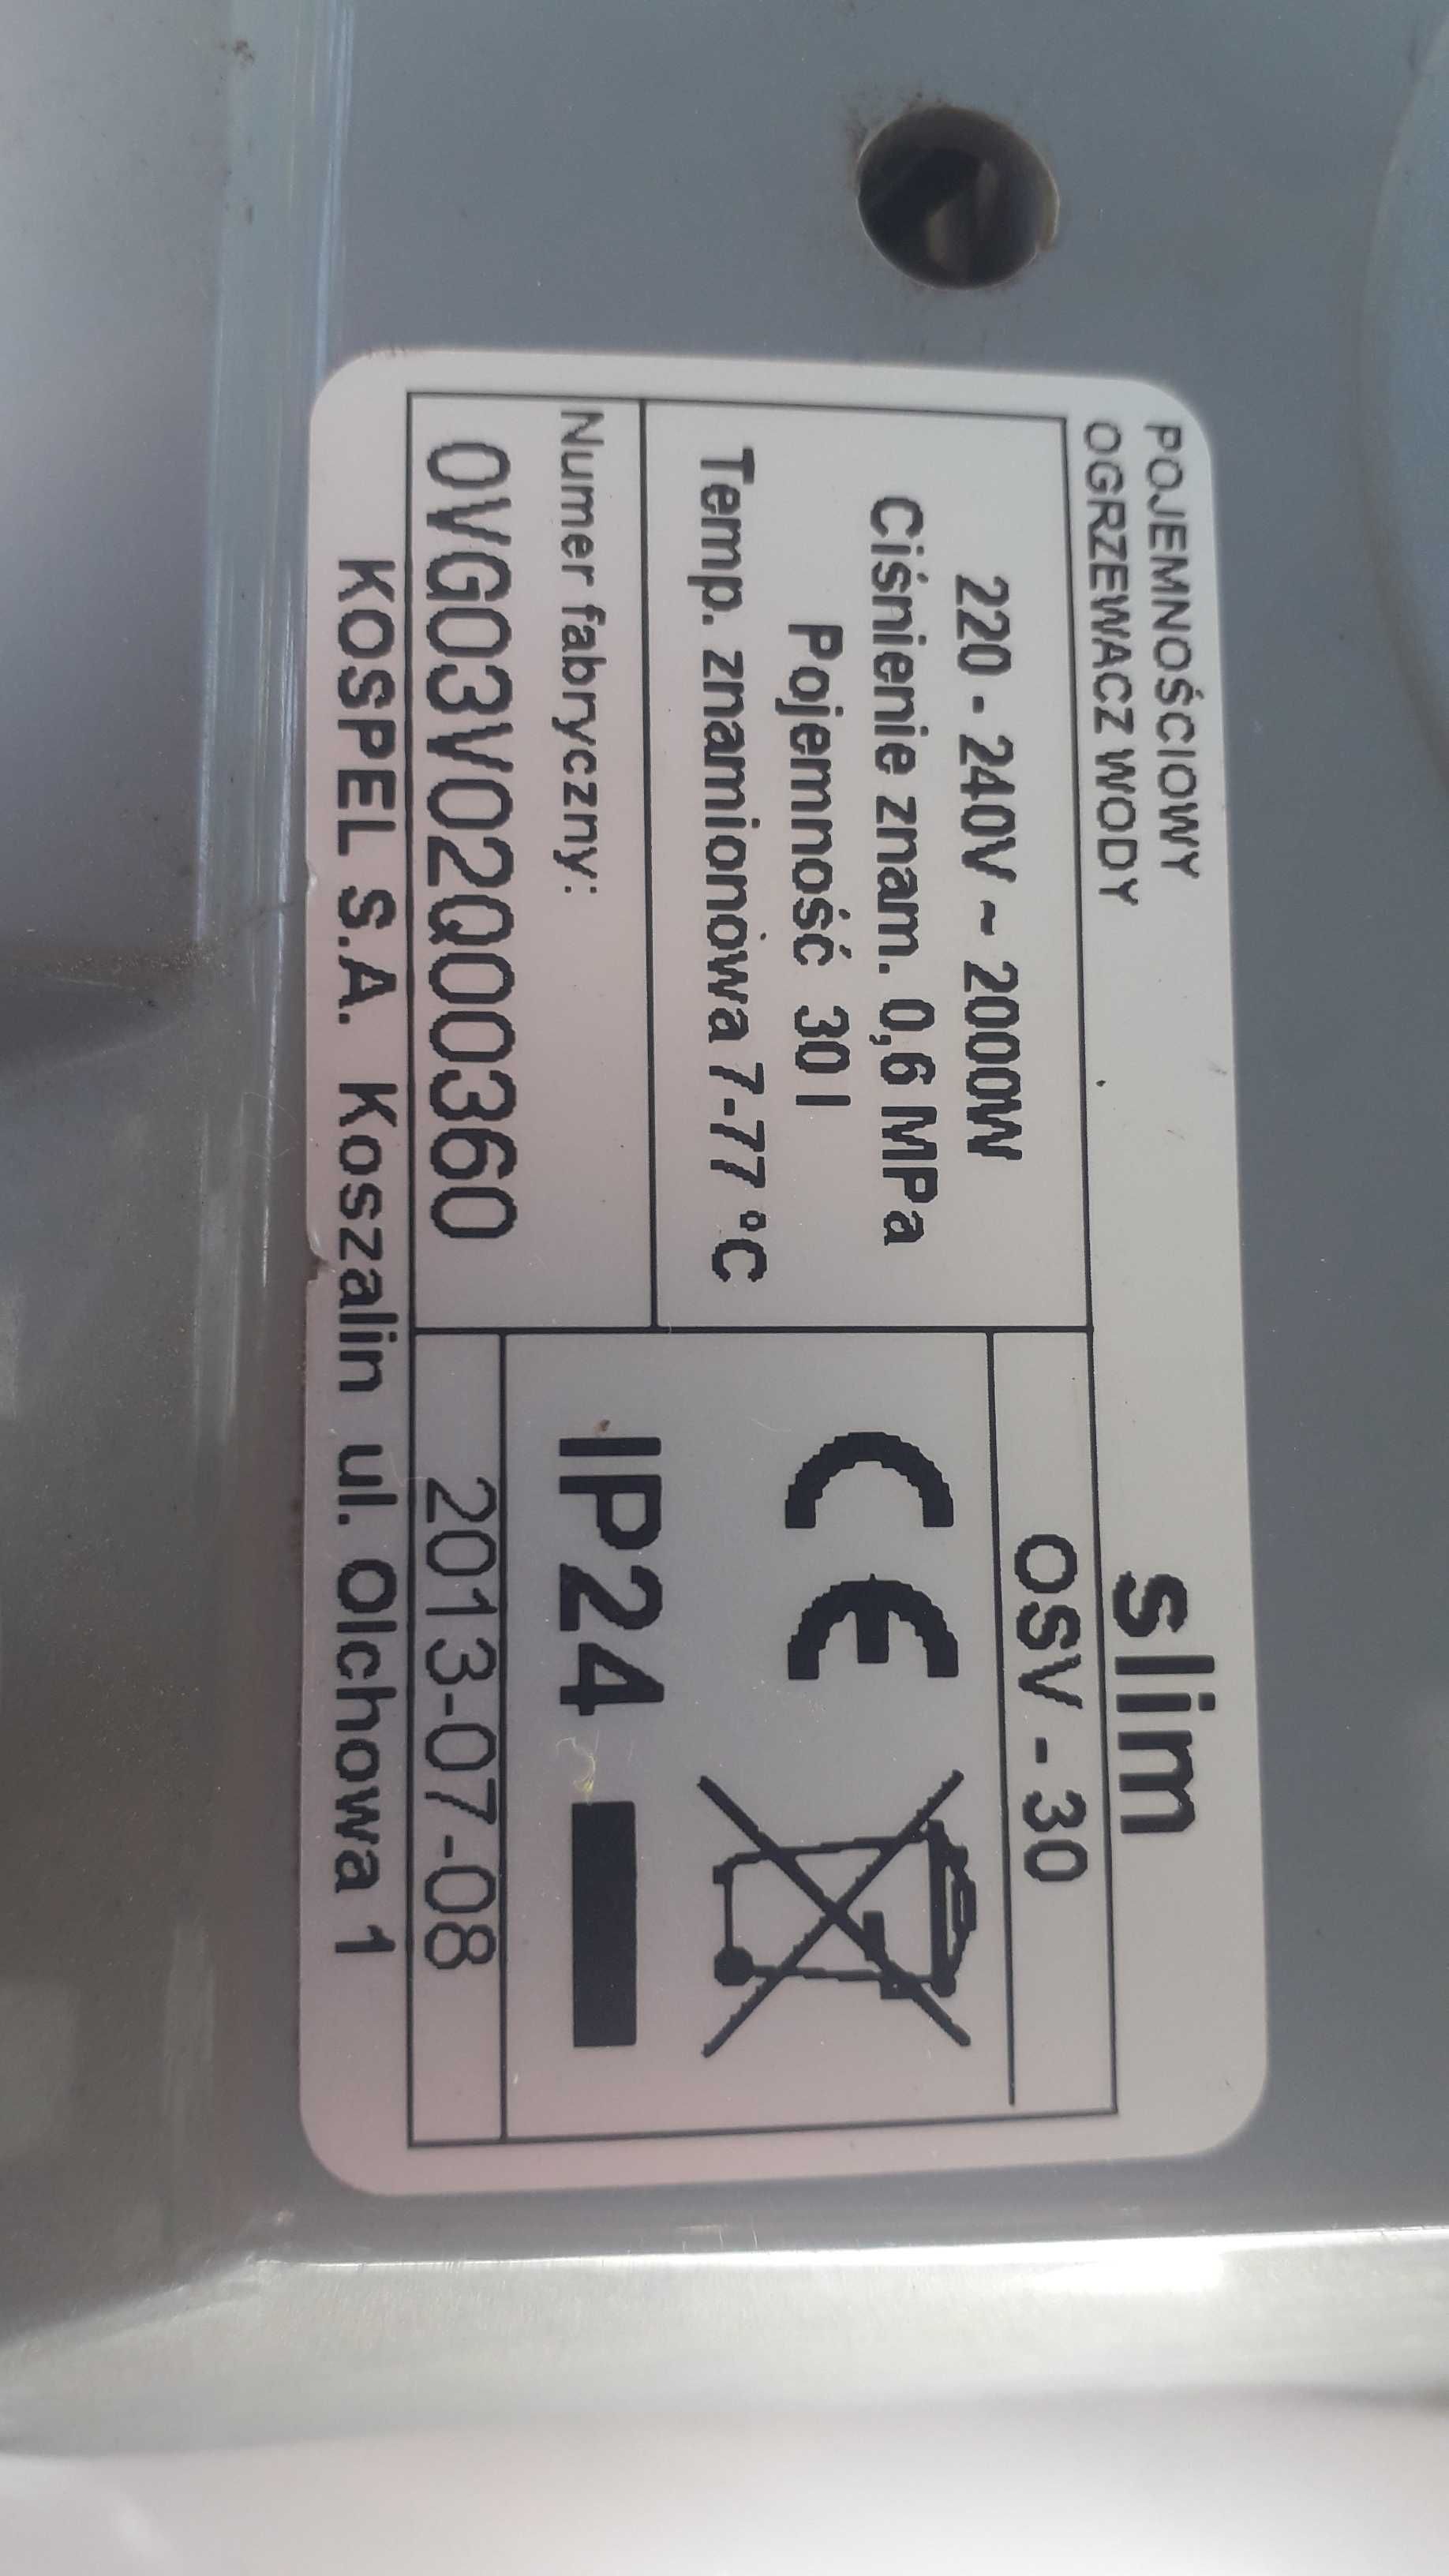 POJEMNOŚCIOWY
OGRZEWACZ WODY
slim
220 - 240V ~ 2000W
Ciśnienie znam. 0,6 MPa
Pojemność 30 l
Temp. znamionowa 7-77 °C
OSV - 30
CE
IP24
Numer fabryczny:
0VG03V02Q00360
2013-07-08
KOSPEL S.A. Koszalin ul. Olchowa 1